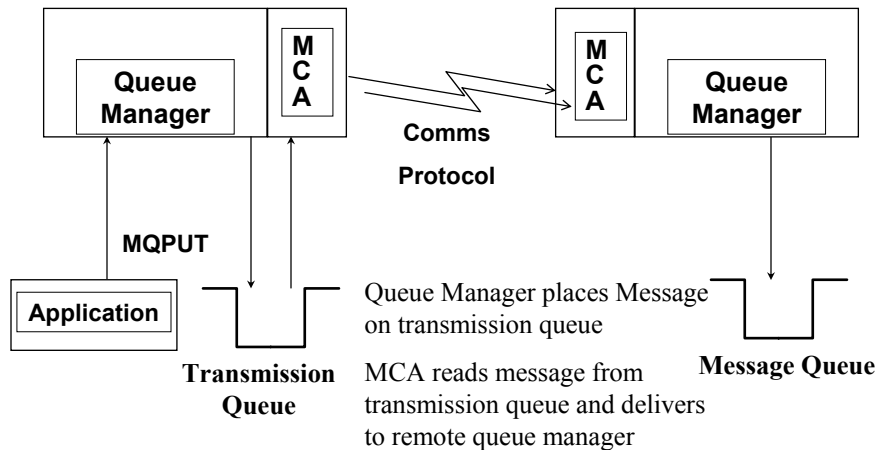 Queue
Manager
M
C
A
Comms
Protocol
M
C
A
Queue
Manager
MQPUT
Application
Transmission
Queue
Queue Manager places Message
on transmission queue
MCA reads message from
transmission queue and delivers
to remote queue manager
Message Queue